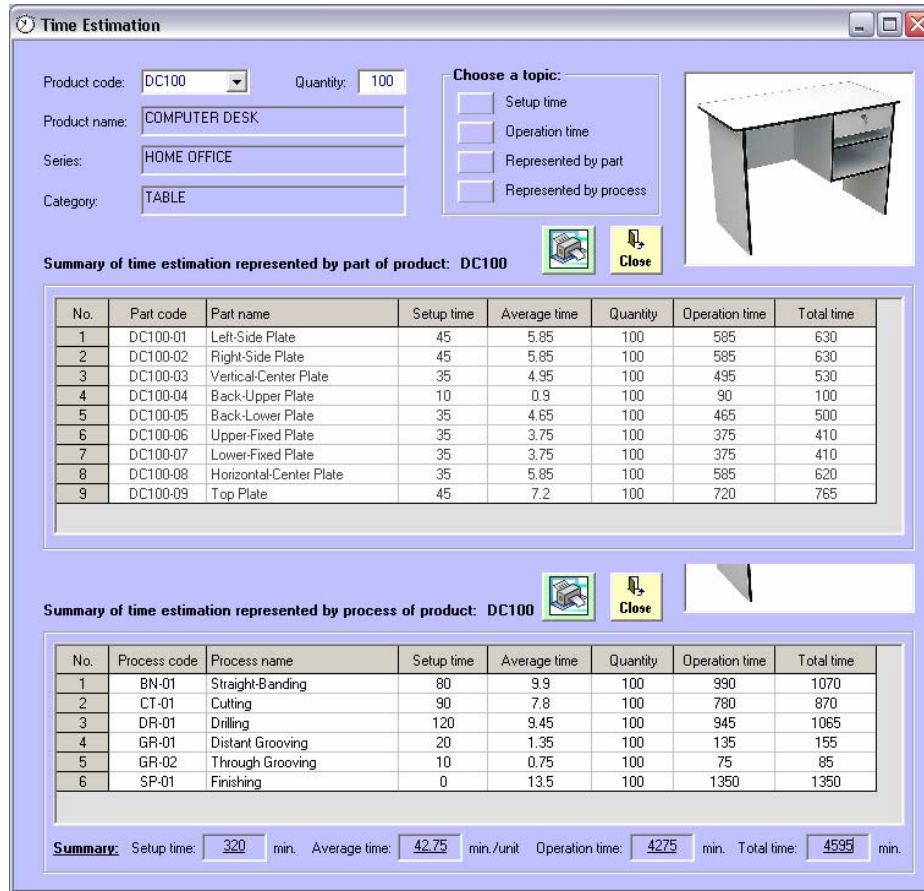 Time Estimation
Product code: DC100 Quantity: 100
Product name: COMPUTER DESK
Series: HOME OFFICE
Category: TABLE
Choose a topic:
Setup time
Operation time
Represented by part
Represented by process
Summary of time estimation represented by part of product: DC100 Close
No. Part code Part name Setup time Average time Quantity Operation time Total time
1 DC100-01 Left-Side Plate 45 5.85 100 585 630
2 DC100-02 Right-Side Plate 45 5.85 100 585 630
3 DC100-03 Vertical-Center Plate 35 4.95 100 495 530
4 DC100-04 Back-Upper Plate 10 0.9 100 90 100
5 DC100-05 Back-Lower Plate 35 4.65 100 465 500
6 DC100-06 Upper-Fixed Plate 35 3.75 100 375 410
7 DC100-07 Lower-Fixed Plate 35 3.75 100 375 410
8 DC100-08 Horizontal-Center Plate 35 5.85 100 585 620
9 DC100-09 Top Plate 45 7.2 100 720 765
Summary of time estimation represented by process of product: DC100 Close
No. Process code Process name Setup time Average time Quantity Operation time Total time
1 BN-01 Straight-Banding 80 9.9 100 990 1070
2 CT-01 Cutting 90 7.8 100 780 870
3 DR-01 Drilling 120 9.45 100 945 1065
4 GR-01 Distant Grooving 20 1.35 100 135 155
5 GR-02 Through Grooving 10 0.75 100 75 85
6 SP-01 Finishing 0 13.5 100 1350 1350
Summary: Setup time: 320 min. Average time: 42.75 min./unit Operation time: 4275 min. Total time: 4595 min.